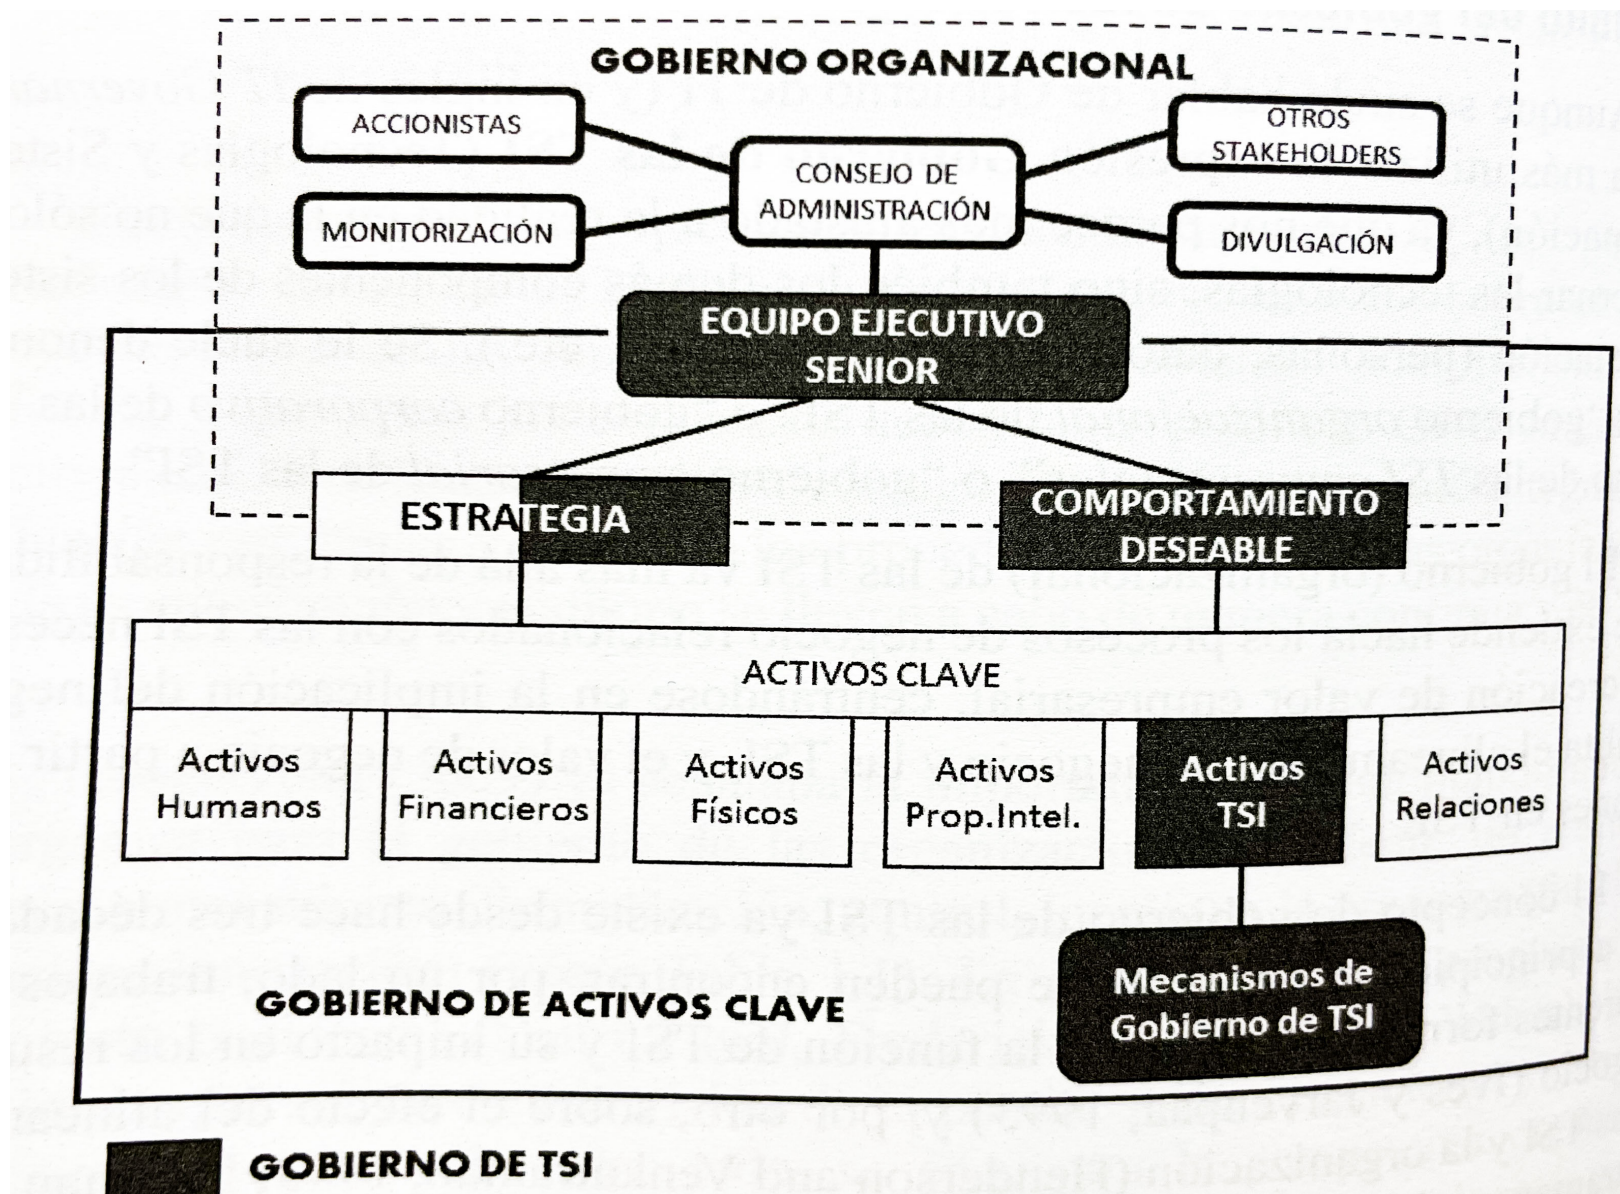 GOBIERNO ORGANIZACIONAL
ACCIONISTAS
OTROS
STAKEHOLDERS
CONSEJO DE
ADMINISTRACIÓN
MONITORIZACIÓN
DIVULGACIÓN
EQUIPO EJECUTIVO
SENIOR
ESTRATEGIA
COMPORTAMIENTO
DESEABLE
ACTIVOS CLAVE
Activos
Humanos
Activos
Financieros
Activos
Físicos
Activos
Prop.Intel.
Activos
TSI
Activos
Relaciones
Mecanismos de
Gobierno de TSI
GOBIERNO DE ACTIVOS CLAVE
GOBIERNO DE TSI